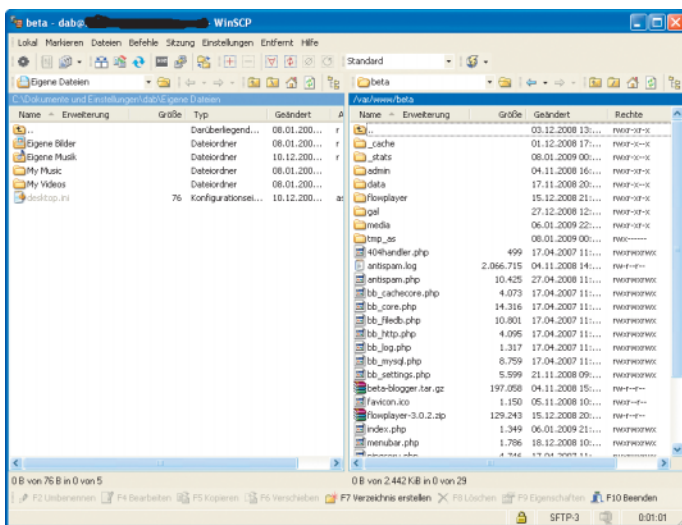 beta - dab@ - WinSCP
Lokal Markieren Dateien Befehle Sitzung Einstellungen Entfernt Hilfe
Standard
Eigene Dateien
beta
C:\Dokumente und Einstellungen\dab\Eigene Dateien
/var/www/beta
Name Erweiterung Größe Typ Geändert A
Name Erweiterung Größe Geändert Rechte
.. Darüberliegend... 08.01.200... r
Eigene Bilder Dateiordner 08.01.200... r
Eigene Musik Dateiordner 10.12.200... r
My Music Dateiordner 08.01.200...
My Videos Dateiordner 08.01.200...
desktop.ini 76 Konfigurationsei... 10.12.200... as
.. 03.12.2008 13:... rwxr-xr-x
_cache 01.12.2008 17:... rwxr-x--x
_stats 08.01.2009 00:... rwxr-x--x
admin 04.11.2008 16:... rwxr-xr-x
data 17.11.2008 20:... rwxr-xr-x
flowplayer 15.12.2008 21:... rwxr-xr-x
gal 27.12.2008 12:... rwxr-xr-x
media 06.01.2009 22:... rwxr-xr-x
tmp_as 08.01.2009 00:... rwx------
404handler.php 499 17.04.2007 11:... rwxrwxrwx
antispam.log 2.066.715 04.11.2008 14:... rw-r--r--
antispam.php 10.425 27.04.2008 11:... rwxrwxrwx
bb_cachecore.php 4.073 17.04.2007 11:... rwxrwxrwx
bb_core.php 14.316 17.04.2007 11:... rwxrwxrwx
bb_filedb.php 10.801 17.04.2007 11:... rwxrwxrwx
bb_http.php 4.095 17.04.2007 11:... rwxrwxrwx
bb_log.php 1.317 17.04.2007 11:... rwxrwxrwx
bb_mysql.php 8.759 17.04.2007 11:... rwxrwxrwx
bb_settings.php 5.599 21.11.2008 09:... rwxrwxrwx
beta-blogger.tar.gz 197.058 04.11.2008 15:... rw-r--r--
favicon.ico 1.150 05.11.2008 10:... rwxr--r--
flowplayer-3.0.2.zip 129.243 15.12.2008 20:... rw-r--r--
index.php 1.349 06.01.2009 21:... rwxrwxrwx
menubar.php 1.786 18.12.2008 10:... rwxrwxrwx
0 B von 76 B in 0 von 5
0 B von 2.442 KiB in 0 von 29
F2 Umbenennen F4 Bearbeiten F5 Kopieren F6 Verschieben F7 Verzeichnis erstellen F8 Löschen F9 Eigenschaften F10 Beenden
SFTP-3 0:01:01